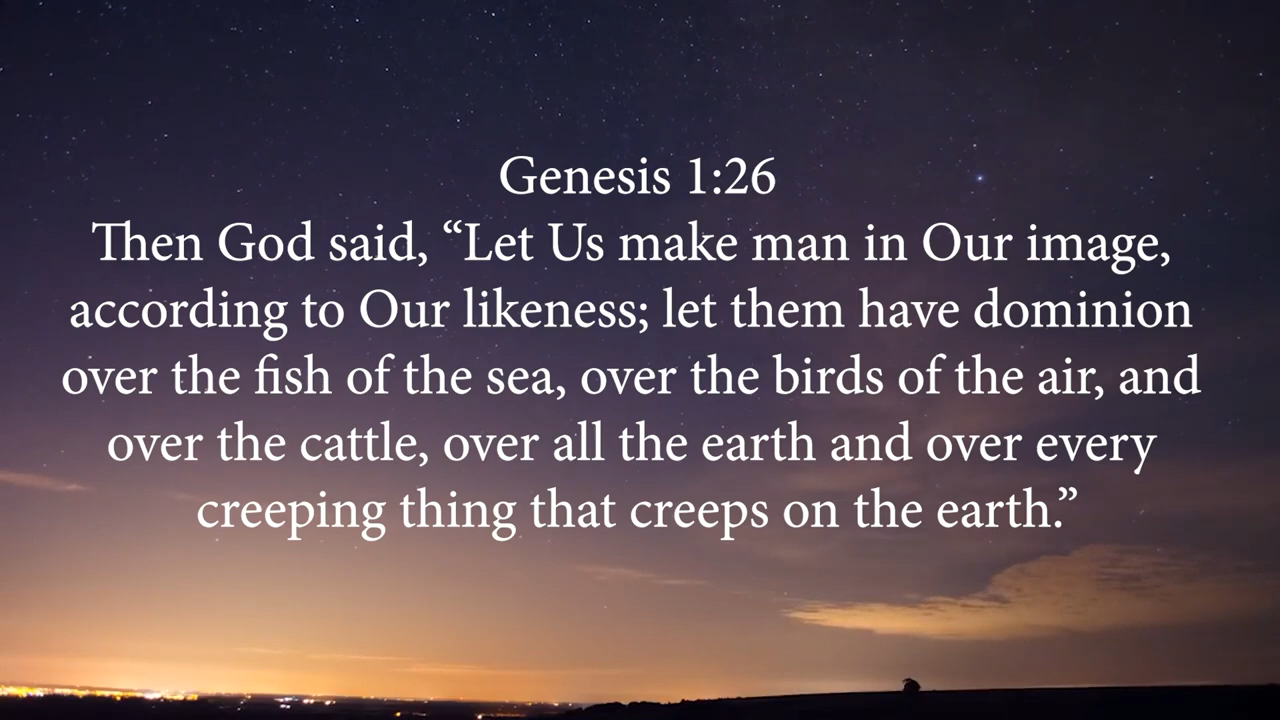 Genesis 1:26
Then God said, “Let Us make man in Our image,
according to Our likeness; let them have dominion
over the fish of the sea, over the birds of the air, and
over the cattle, over all the earth and over every
creeping thing that creeps on the earth.”